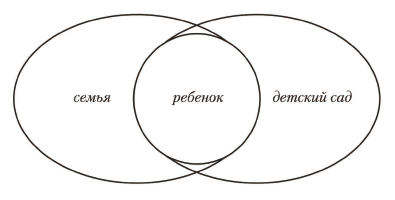 семья ребенок детский сад